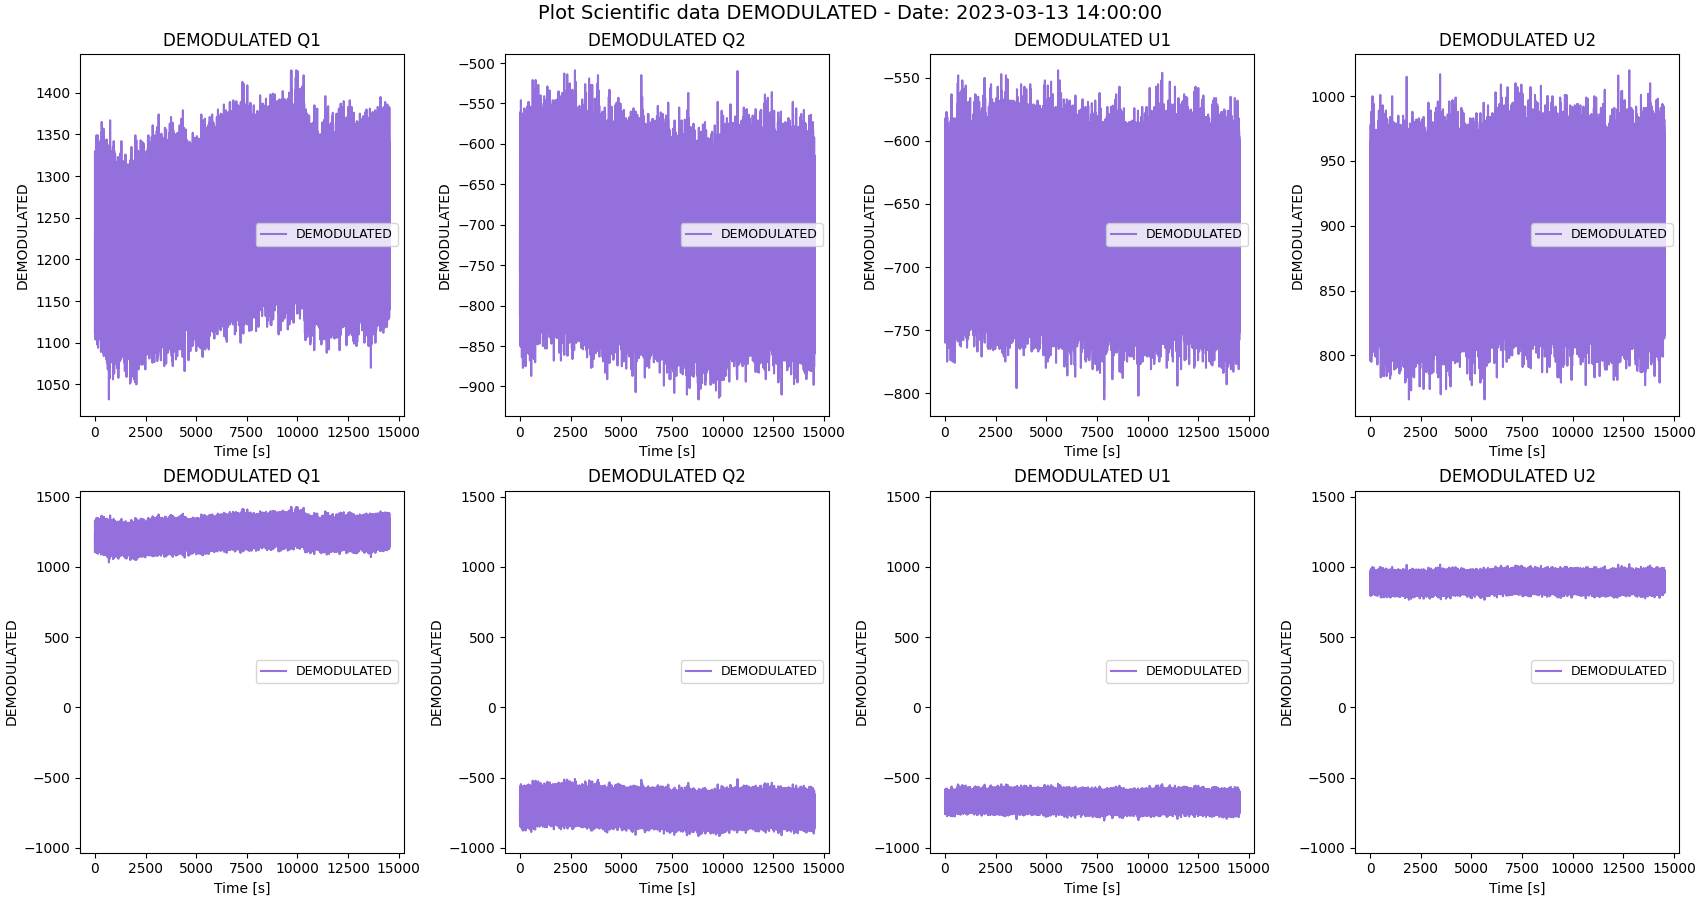 Plot Scientific data DEMODULATED - Date: 2023-03-13 14:00:00
DEMODULATED Q1
DEMODULATED
1400
1350
1300
1250
1200
1150
1100
1050
DEMODULATED
0 2500 5000 7500 10000 12500 15000
Time [s]
DEMODULATED Q2
DEMODULATED
−500
−550
−600
−650
−700
−750
−800
−850
−900
DEMODULATED
0 2500 5000 7500 10000 12500 15000
Time [s]
DEMODULATED U1
DEMODULATED
−550
−600
−650
−700
−750
−800
DEMODULATED
0 2500 5000 7500 10000 12500 15000
Time [s]
DEMODULATED U2
DEMODULATED
1000
950
900
850
800
DEMODULATED
0 2500 5000 7500 10000 12500 15000
Time [s]
DEMODULATED Q1
DEMODULATED
1500
1000
500
0
−500
−1000
DEMODULATED
0 2500 5000 7500 10000 12500 15000
Time [s]
DEMODULATED Q2
DEMODULATED
1500
1000
500
0
−500
−1000
DEMODULATED
0 2500 5000 7500 10000 12500 15000
Time [s]
DEMODULATED U1
DEMODULATED
1500
1000
500
0
−500
−1000
DEMODULATED
0 2500 5000 7500 10000 12500 15000
Time [s]
DEMODULATED U2
DEMODULATED
1500
1000
500
0
−500
−1000
DEMODULATED
0 2500 5000 7500 10000 12500 15000
Time [s]